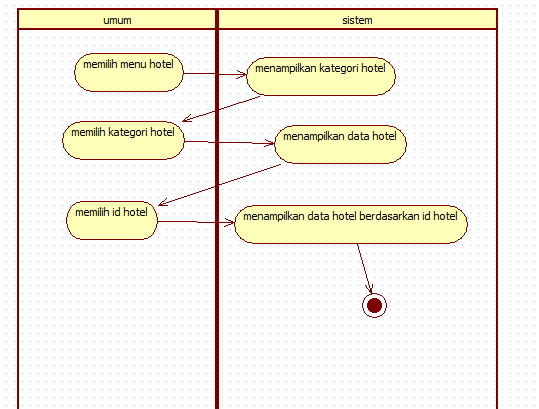 umum
sistem
memilih menu hotel
menampilkan kategori hotel
memilih kategori hotel
menampilkan data hotel
memilih id hotel
menampilkan data hotel berdasarkan id hotel